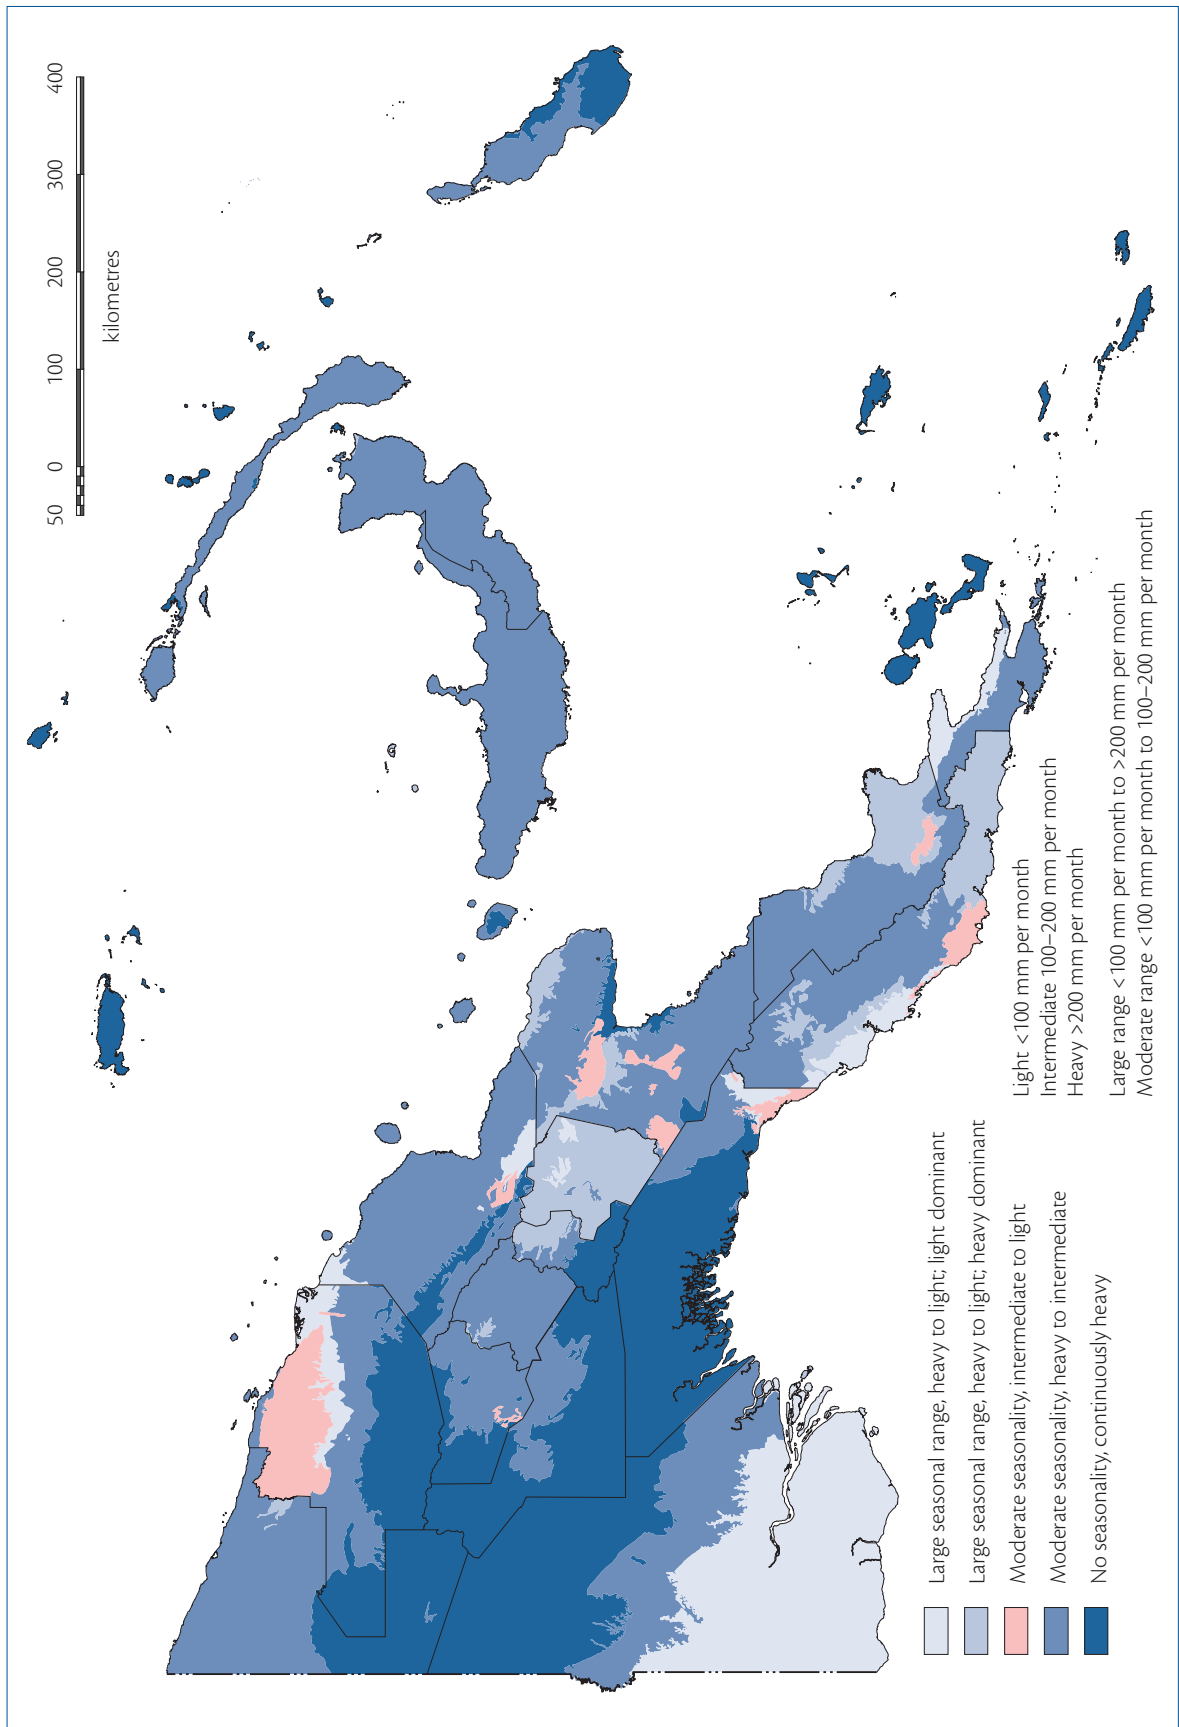 50 0 100 200 300 400
kilometres
Large seasonal range, heavy to light; light dominant
Large seasonal range, heavy to light; heavy dominant
Moderate seasonality, intermediate to light
Moderate seasonality, heavy to intermediate
No seasonality, continuously heavy
Light <100 mm per month
Intermediate 100–200 mm per month
Heavy >200 mm per month
Large range <100 mm per month to >200 mm per month
Moderate range <100 mm per month to 100–200 mm per month